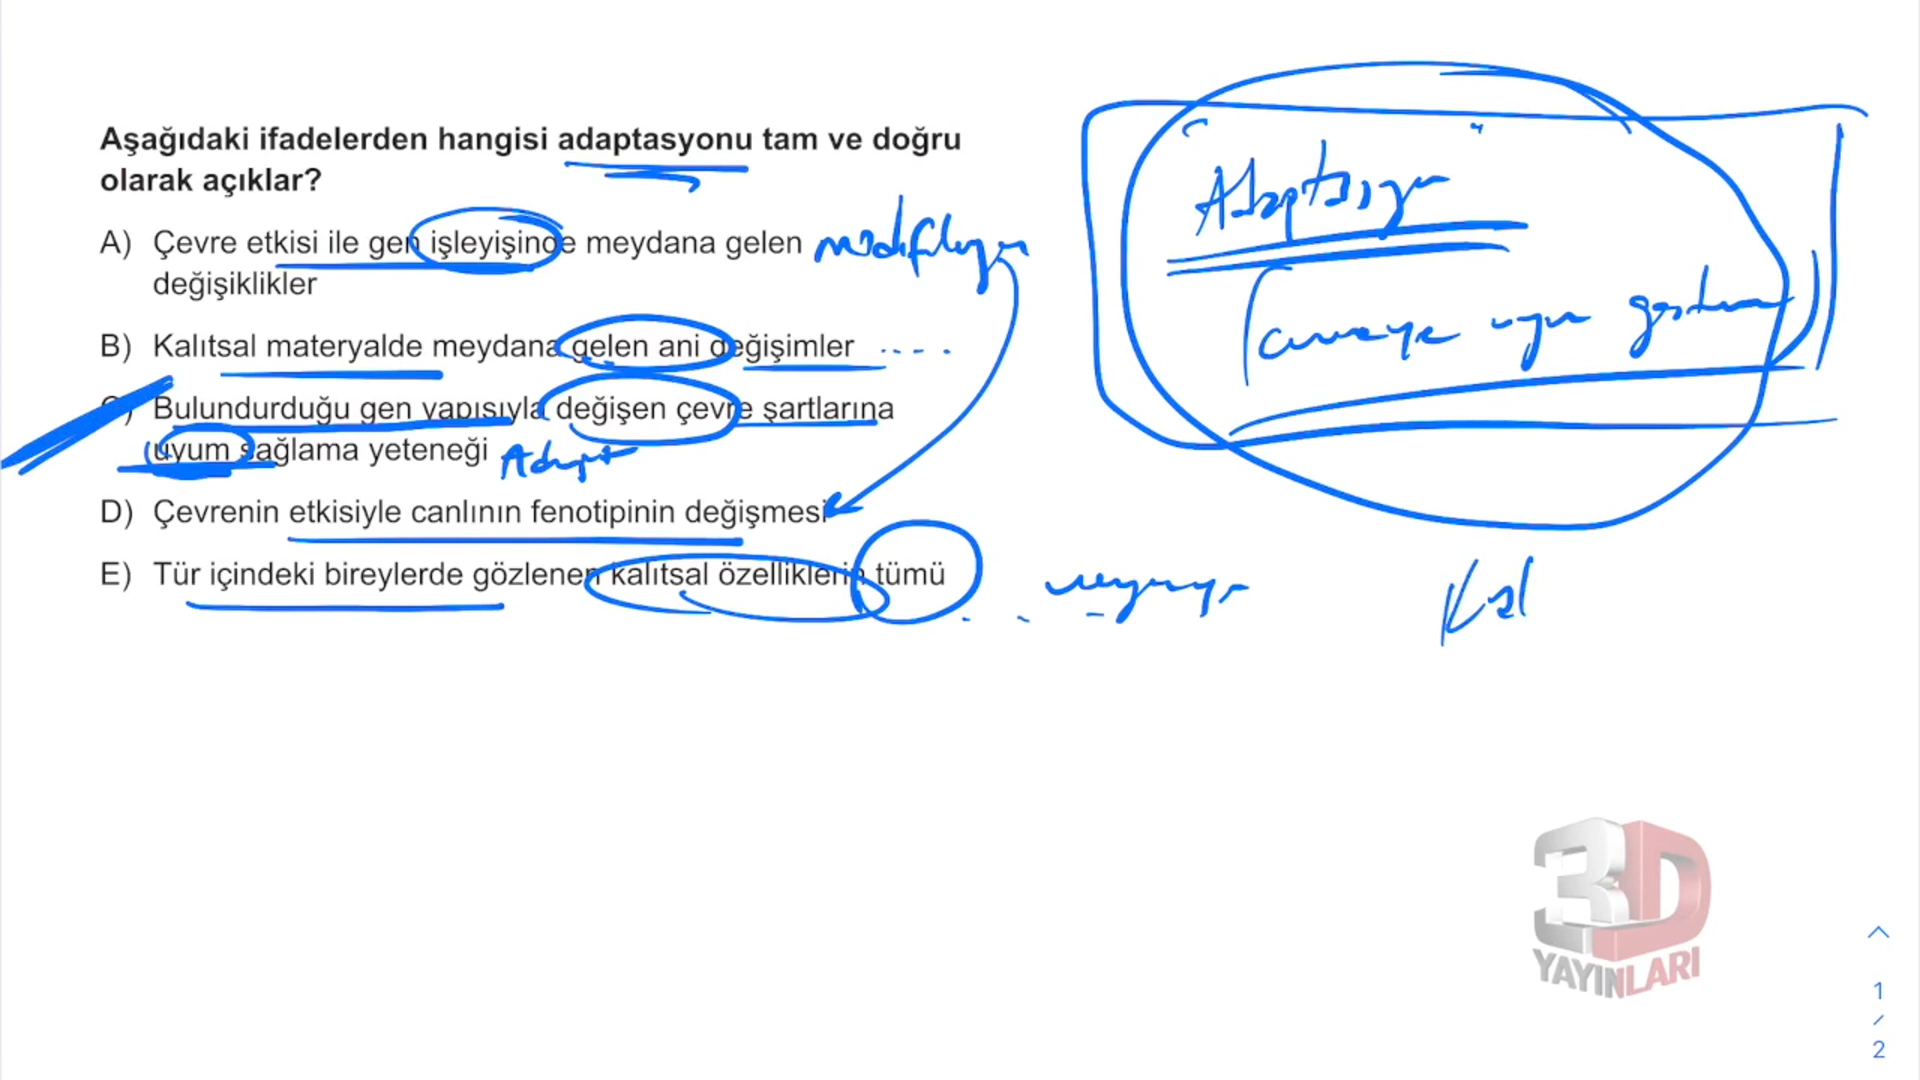 Aşağıdaki ifadelerden hangisi adaptasyonu tam ve doğru
olarak açıklar?
A) Çevre etkisi ile gen işleyişinde meydana gelen
değişiklikler
B) Kalıtsal materyalde meydana gelen ani değişimler
C) Bulundurduğu gen yapısıyla değişen çevre şartlarına
uyum sağlama yeteneği
Adapt
D) Çevrenin etkisiyle canlının fenotipinin değişmesi
E) Tür içindeki bireylerde gözlenen kalıtsal özelliklerin tümü
"Adaptasyon"
Kal
3D
YAYINLARI
1
/
2